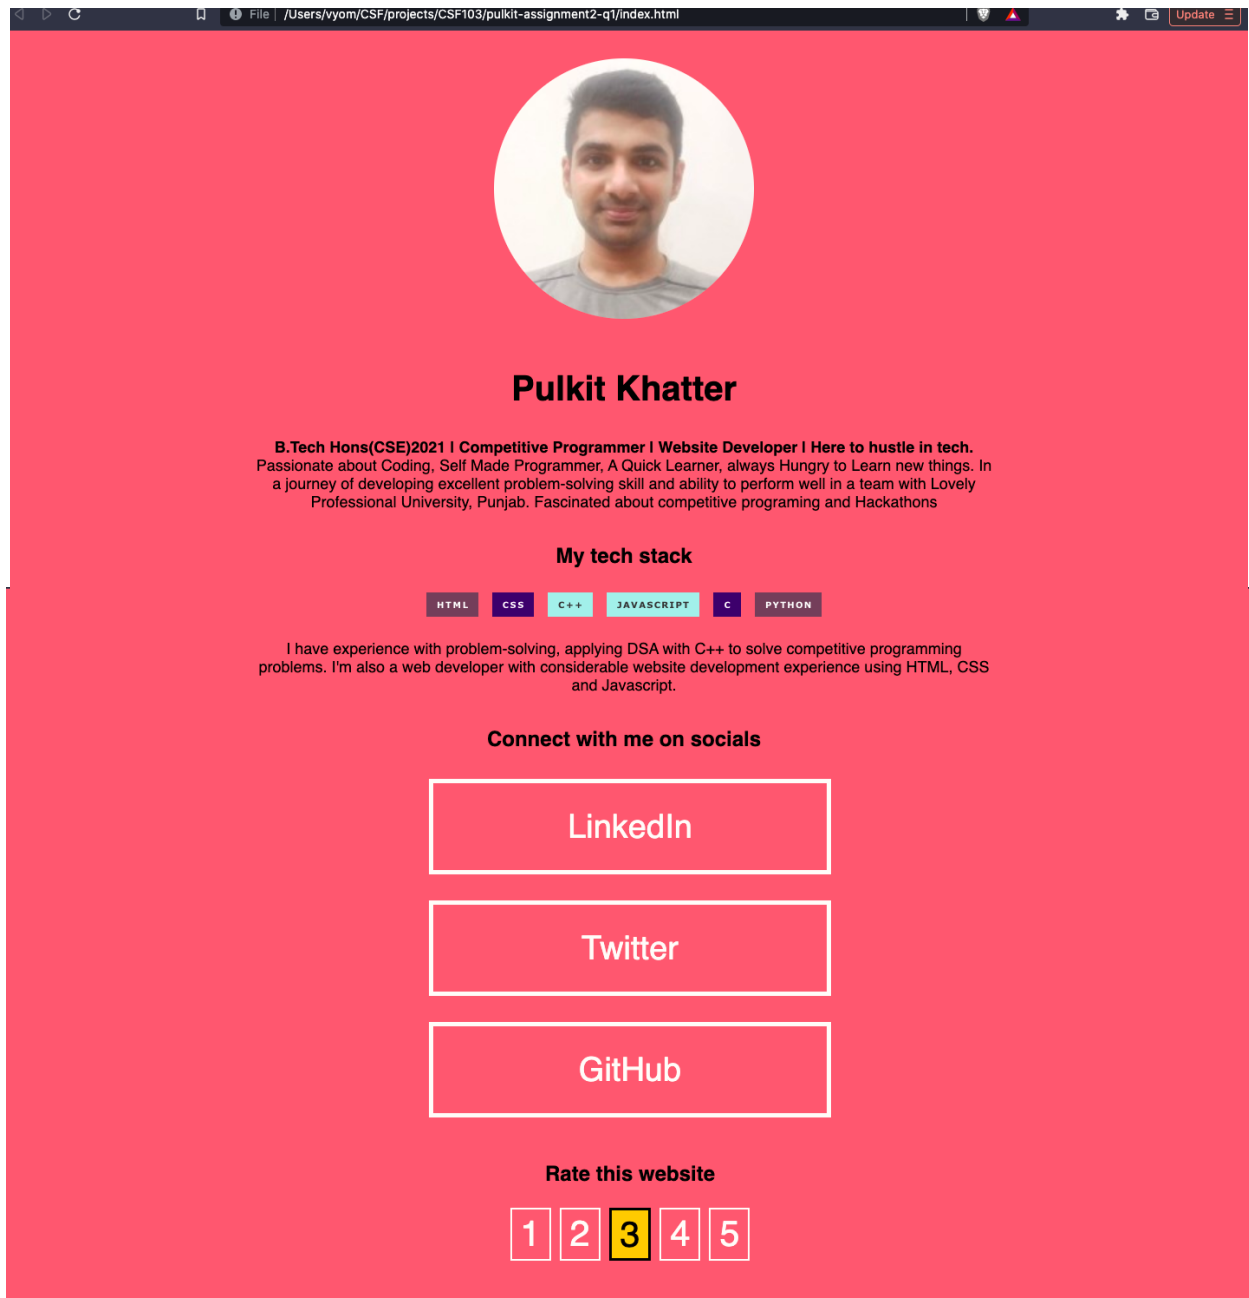 File | /Users/vyom/CSF/projects/CSF103/pulkit-assignment2-q1/index.html Update
Pulkit Khatter
B.Tech Hons(CSE)2021 | Competitive Programmer | Website Developer | Here to hustle in tech.
Passionate about Coding, Self Made Programmer, A Quick Learner, always Hungry to Learn new things. In
a journey of developing excellent problem-solving skill and ability to perform well in a team with Lovely
Professional University, Punjab. Fascinated about competitive programing and Hackathons
My tech stack
HTML CSS C++ JAVASCRIPT C PYTHON
I have experience with problem-solving, applying DSA with C++ to solve competitive programming
problems. I'm also a web developer with considerable website development experience using HTML, CSS
and Javascript.
Connect with me on socials
LinkedIn
Twitter
GitHub
Rate this website
1 2 3 4 5